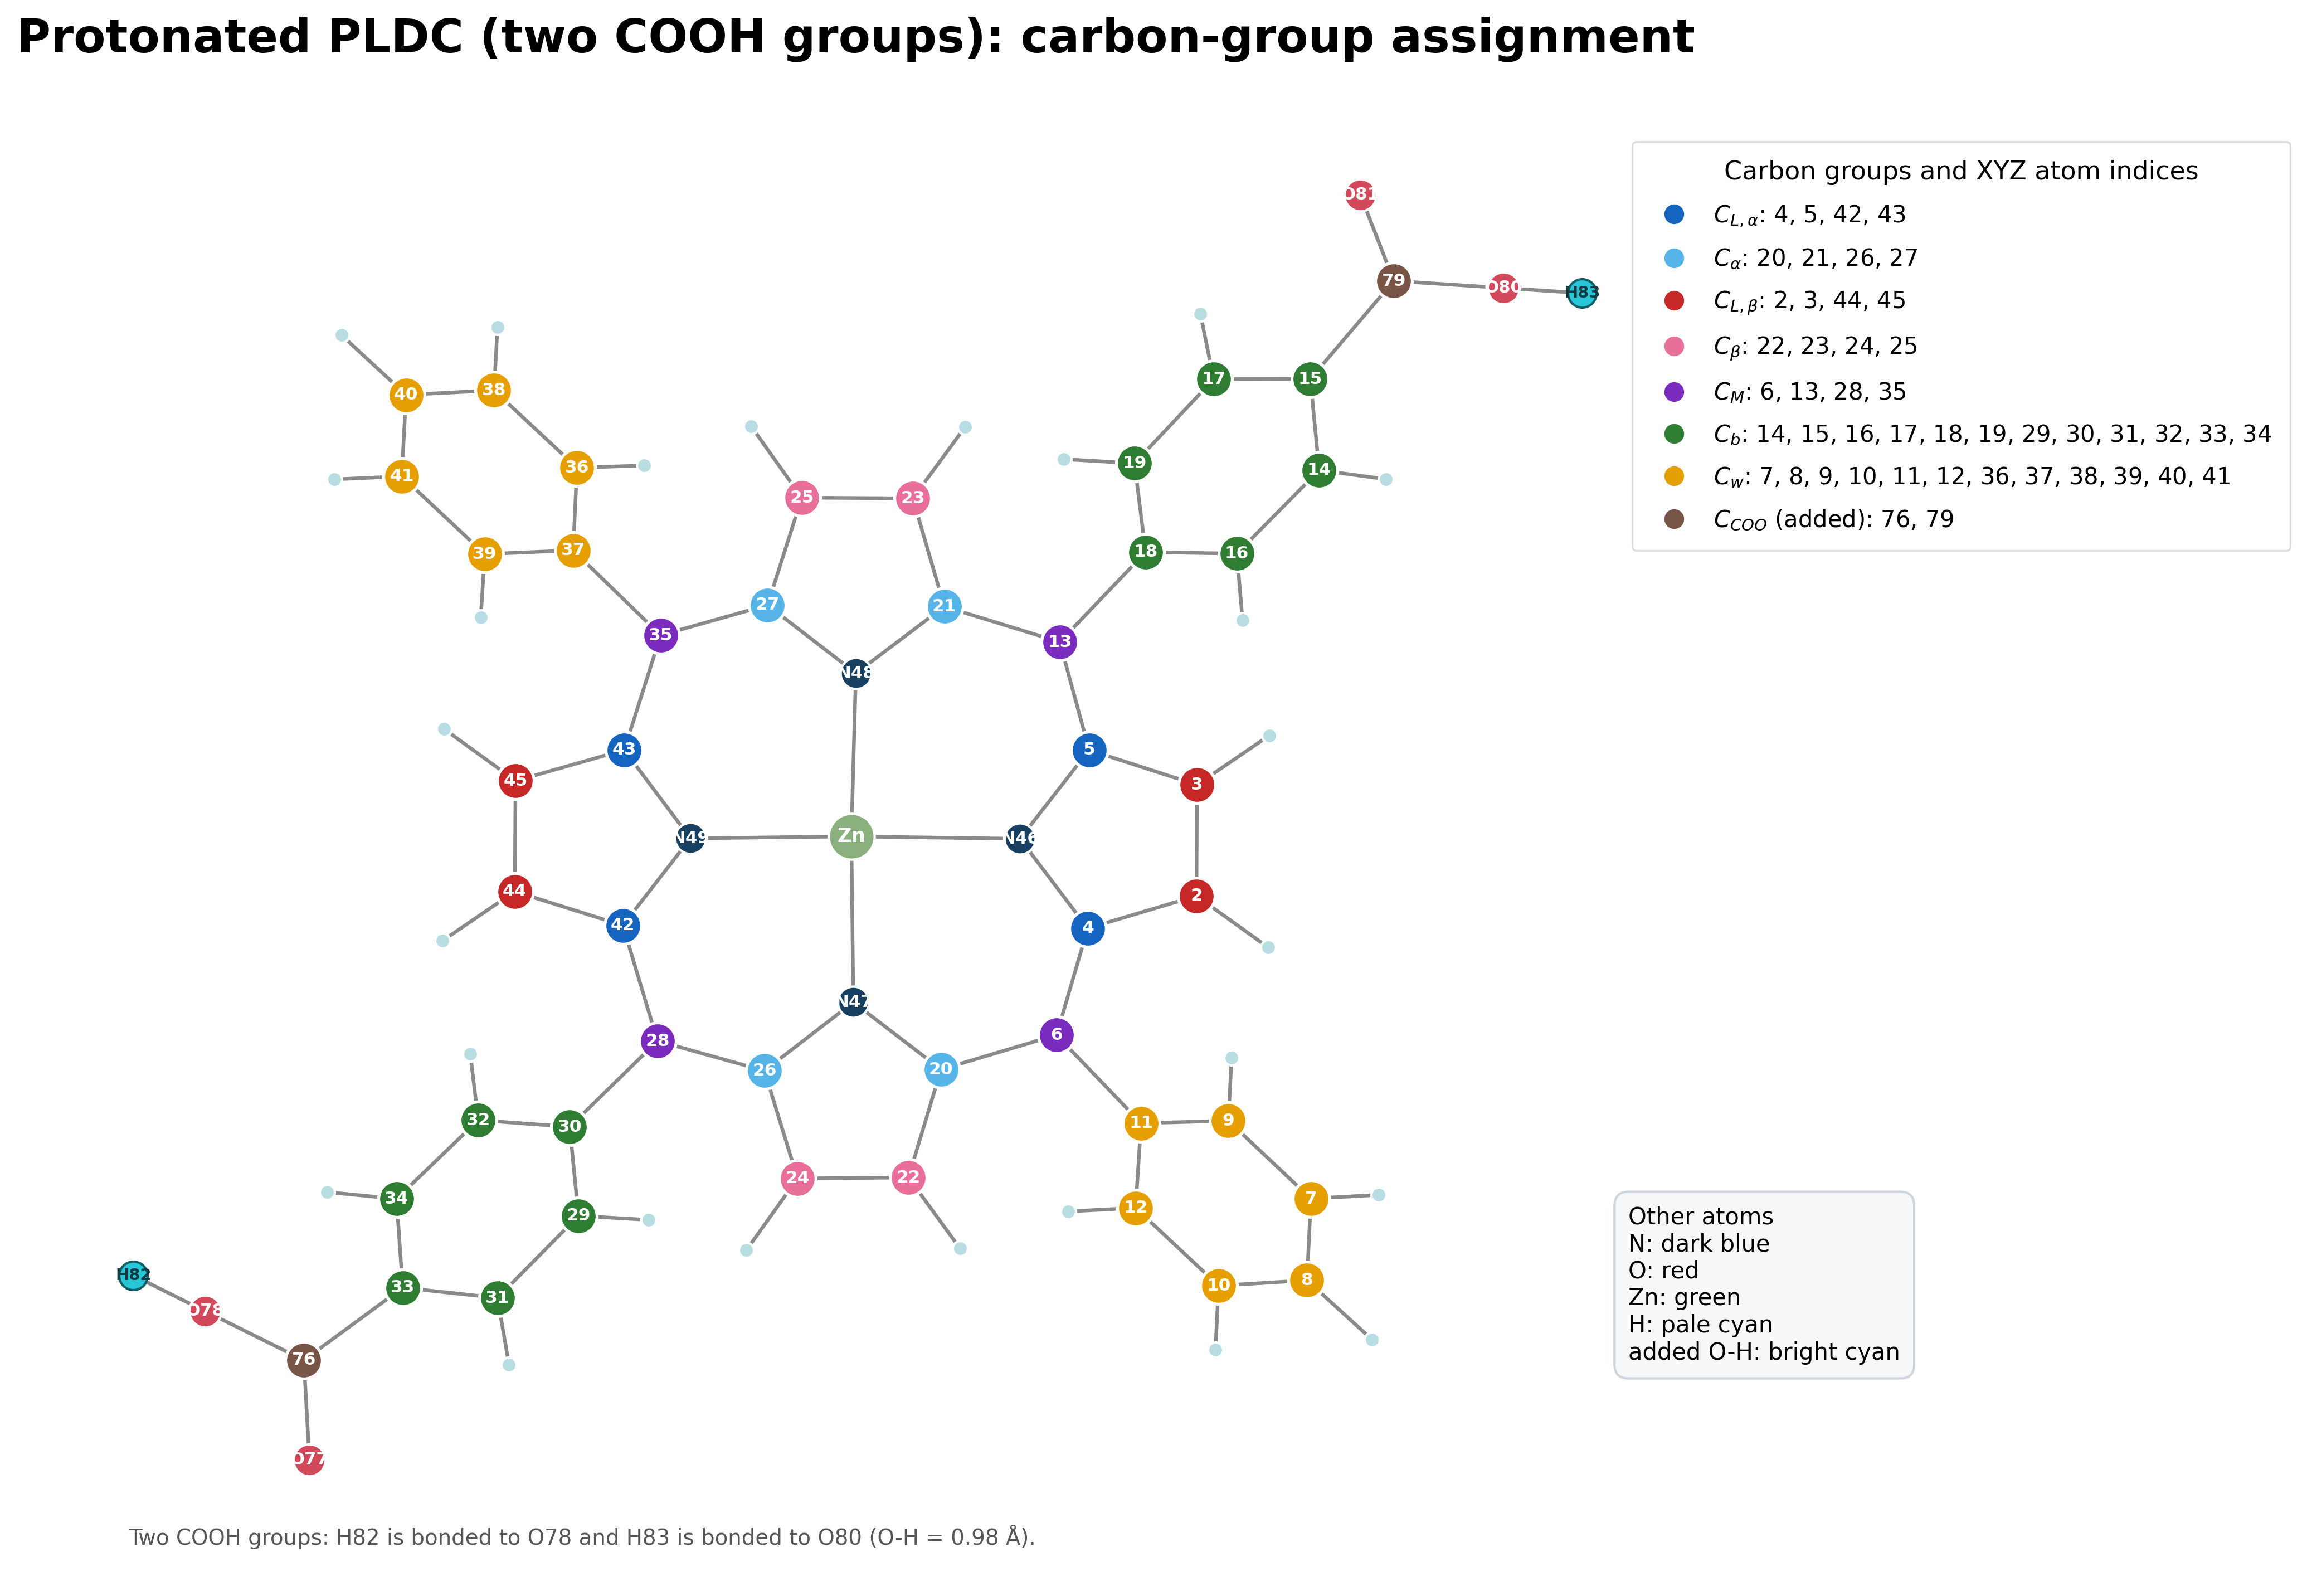 Protonated PLDC (two COOH groups): carbon-group assignment
Carbon groups and XYZ atom indices
C_{L,α}: 4, 5, 42, 43
C_α: 20, 21, 26, 27
C_{L,β}: 2, 3, 44, 45
C_β: 22, 23, 24, 25
C_M: 6, 13, 28, 35
C_b: 14, 15, 16, 17, 18, 19, 29, 30, 31, 32, 33, 34
C_w: 7, 8, 9, 10, 11, 12, 36, 37, 38, 39, 40, 41
C_{COO} (added): 76, 79
O81
79
O80
H83
17
15
40
38
19
14
41
36
25
23
39
37
18
16
27
21
35
13
N48
43
5
45
3
N49
Zn
N46
44
2
42
4
N47
28
6
26
20
32
30
11
9
34
24
22
7
29
12
H82
33
31
10
8
O78
76
O77
Other atoms
N: dark blue
O: red
Zn: green
H: pale cyan
added O-H: bright cyan
Two COOH groups: H82 is bonded to O78 and H83 is bonded to O80 (O-H = 0.98 Å).